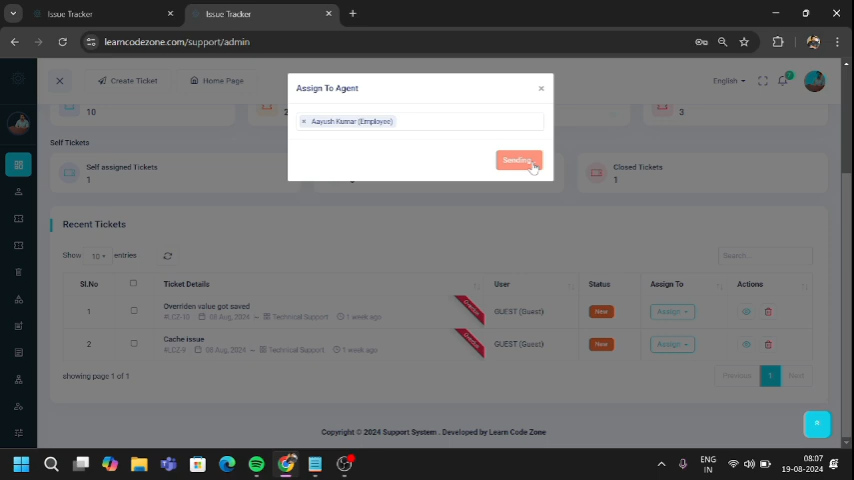 Issue Tracker
Issue Tracker
learncodezone.com/support/admin
Create Ticket
Home Page
English
Assign To Agent
× Aayush Kumar (Employee)
Sending..
10
2
3
Self Tickets
Self assigned Tickets
1
Closed Tickets
1
Recent Tickets
Show 10 entries
Search...
Sl.No Ticket Details User Status Assign To Actions
1 Overriden value got saved GUEST (Guest) New Assign
#LCZ-10 08 Aug, 2024 – Technical Support 1 week ago
Overdue
2 Cache issue GUEST (Guest) New Assign
#LCZ-9 08 Aug, 2024 – Technical Support 1 week ago
Overdue
showing page 1 of 1
Previous 1 Next
Copyright © 2024 Support System . Developed by Learn Code Zone
ENG
IN
08:07
19-08-2024